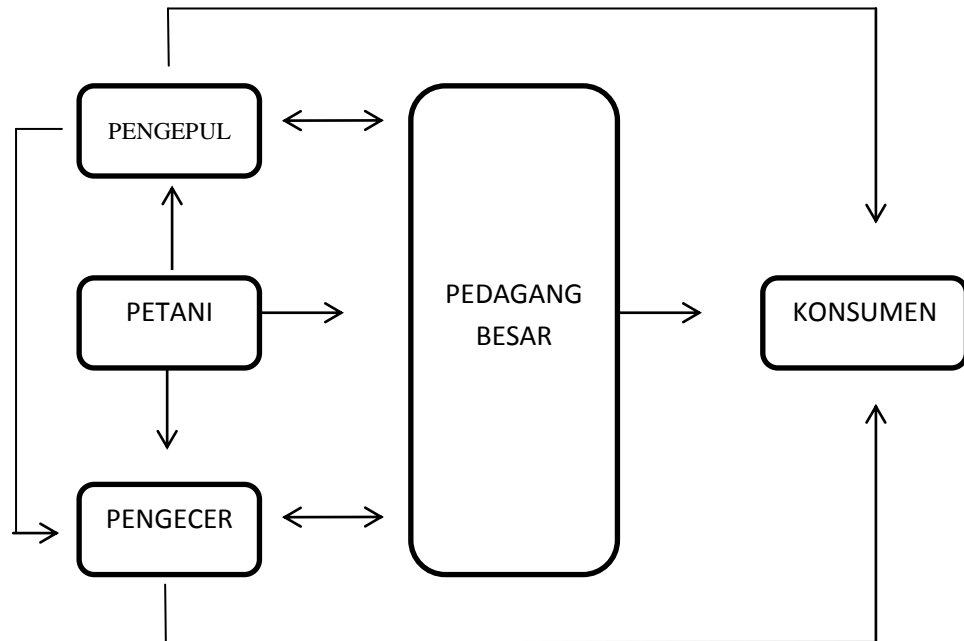 PENGEPUL
PETANI
PEDAGANG
BESAR
KONSUMEN
PENGECER